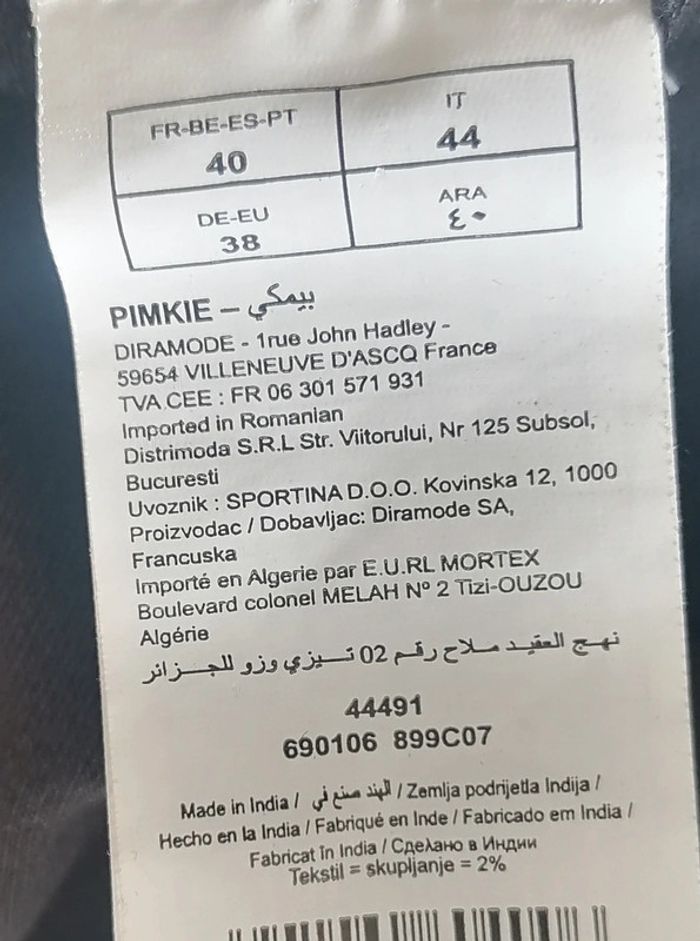 FR-BE-ES-PT
40
IT
44
DE-EU
38
ARA
٤٠
PIMKIE – بيمكي
DIRAMODE - 1rue John Hadley -
59654 VILLENEUVE D'ASCQ France
TVA CEE : FR 06 301 571 931
Imported in Romanian
Distrimoda S.R.L Str. Viitorului, Nr 125 Subsol,
Bucuresti
Uvoznik : SPORTINA D.O.O. Kovinska 12, 1000
Proizvodac / Dobavljac: Diramode SA,
Francuska
Importé en Algerie par E.U.RL MORTEX
Boulevard colonel MELAH Nº 2 Tizi-OUZOU
Algérie
نهج العقيد ملاح رقم 02 تيزي وزو للجزائر
44491
690106 899C07
Made in India / الهند صنع في / Zemlja podrijetla Indija /
Hecho en la India / Fabriqué en Inde / Fabricado em India /
Fabricat în India / Сделано в Индии
Tekstil = skupljanje = 2%